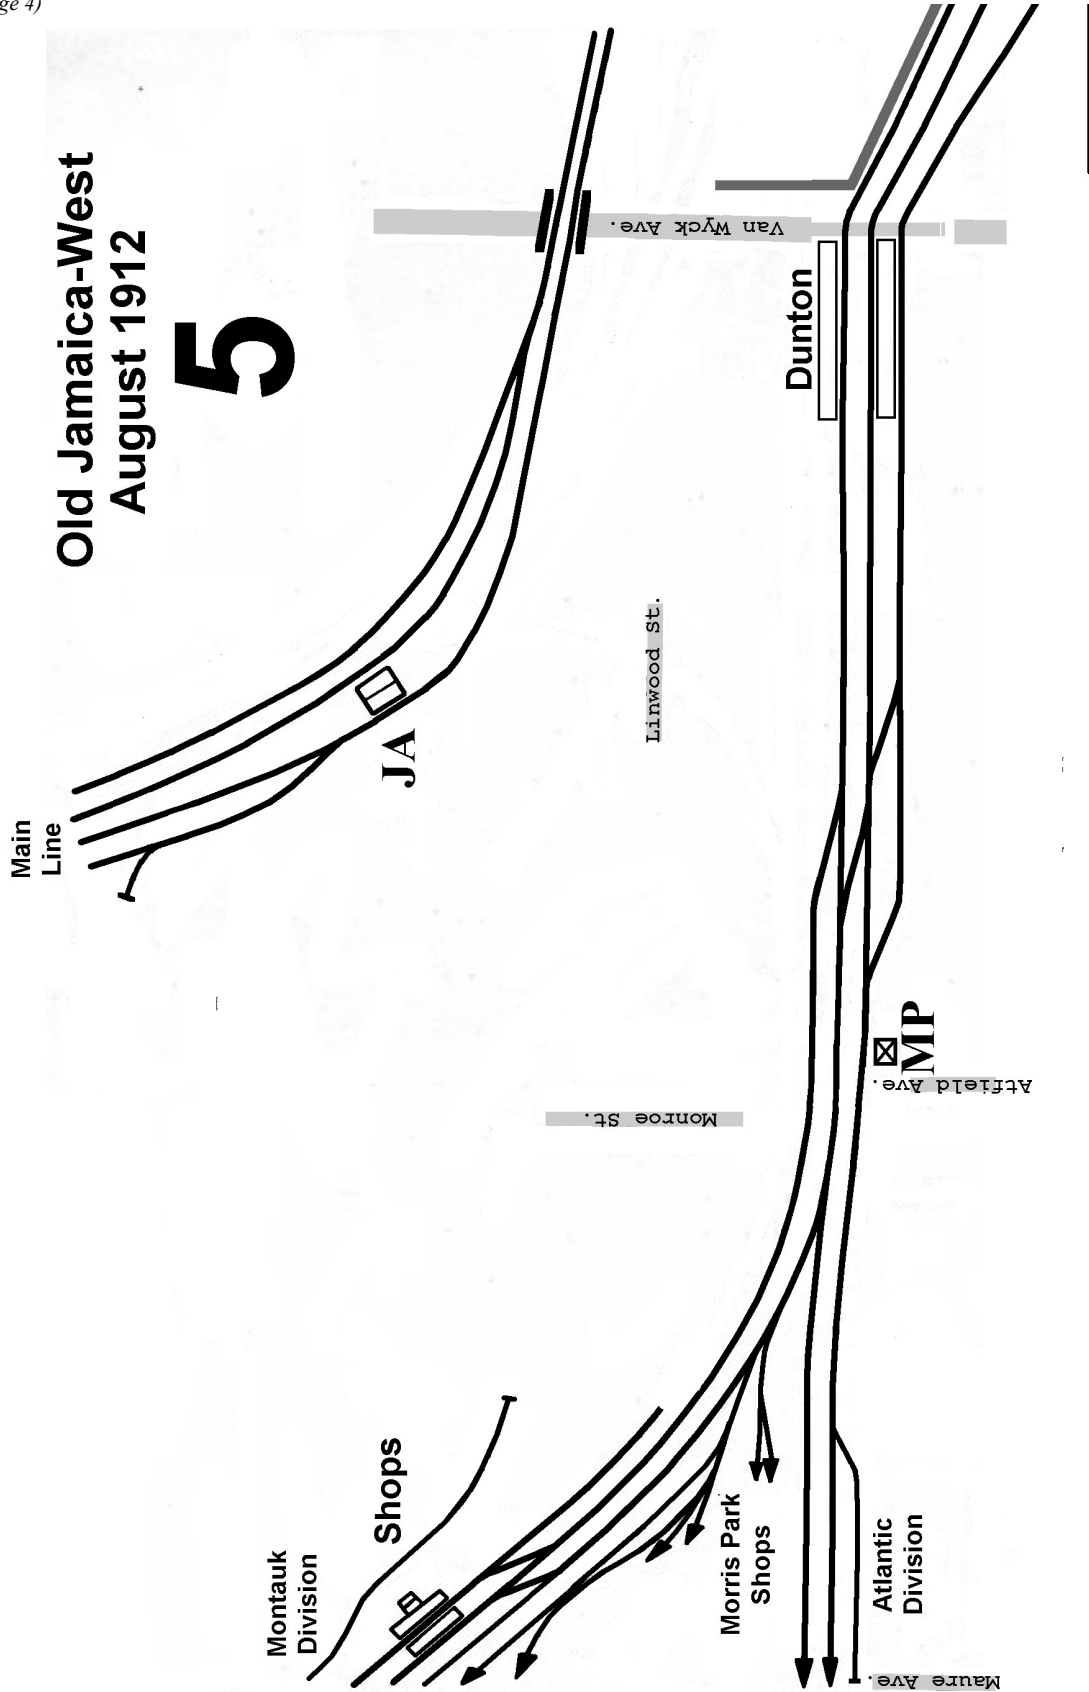 ge 4)
Old Jamaica-West
August 1912
5
Van Wyck Ave.
Dunton
Linwood St.
JA
Main
Line
MP
Atfield Ave.
Monroe St.
Shops
Montauk
Division
Morris Park
Shops
Atlantic
Division
Maure Ave.